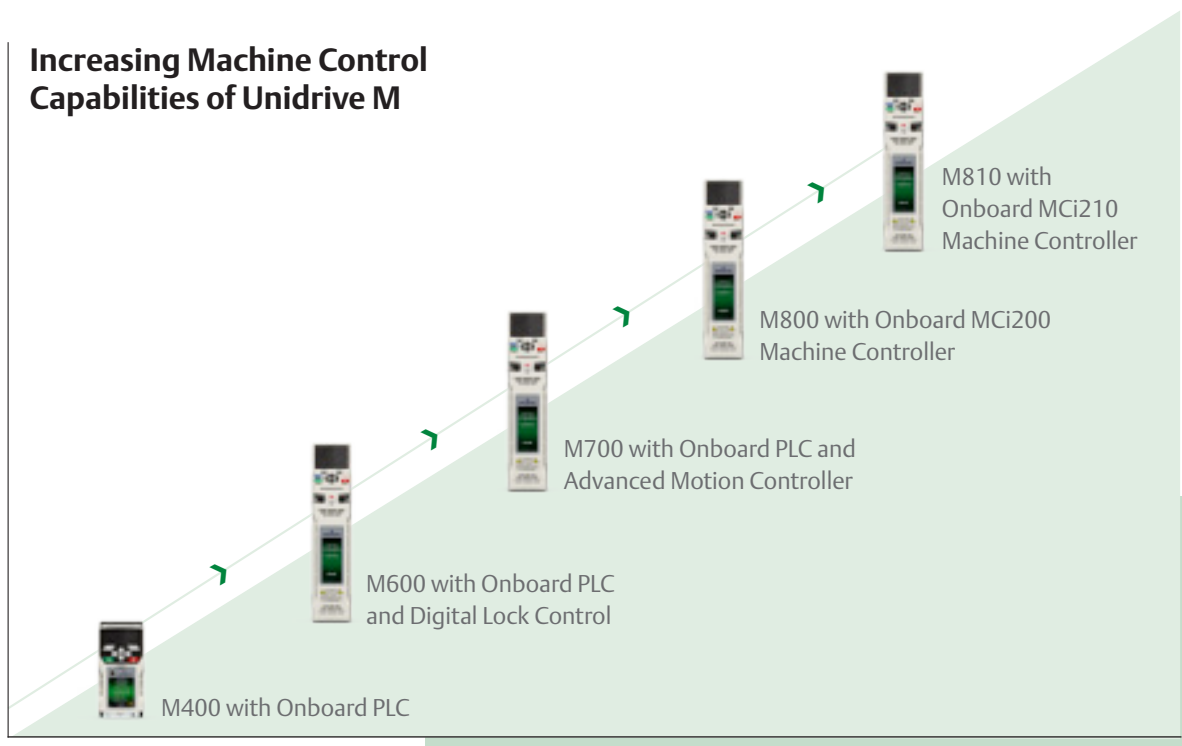 Increasing Machine Control
Capabilities of Unidrive M
M810 with
Onboard MCi210
Machine Controller
M800 with Onboard MCi200
Machine Controller
M700 with Onboard PLC and
Advanced Motion Controller
M600 with Onboard PLC
and Digital Lock Control
M400 with Onboard PLC